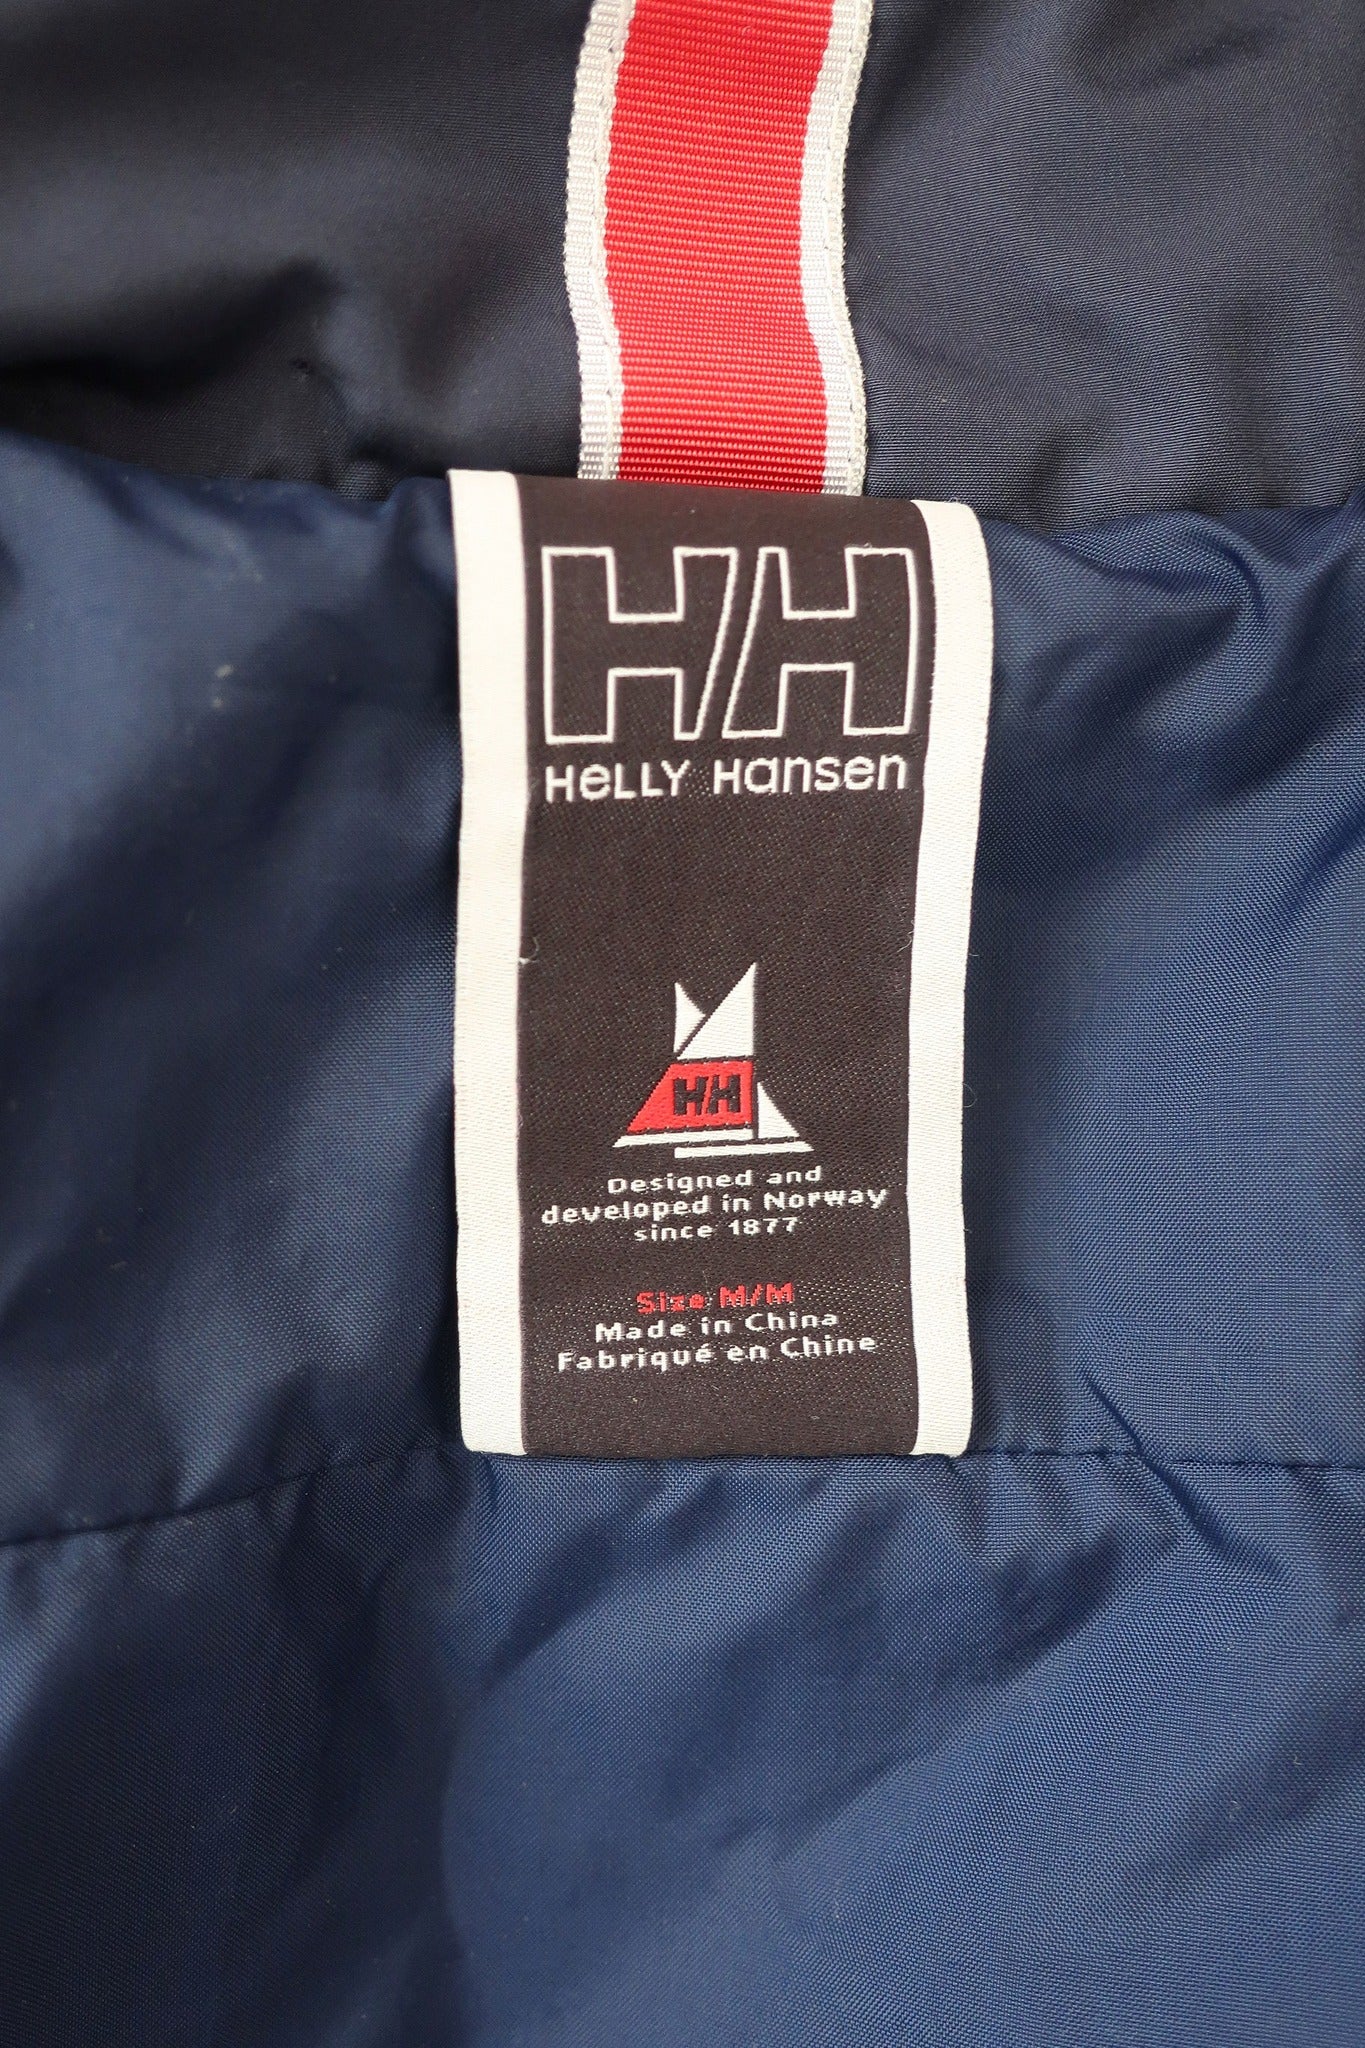 HH
HELLY HANSEN
HH
Designed and
developed in Norway
since 1877
Size M/M
Made in China
Fabriqué en Chine